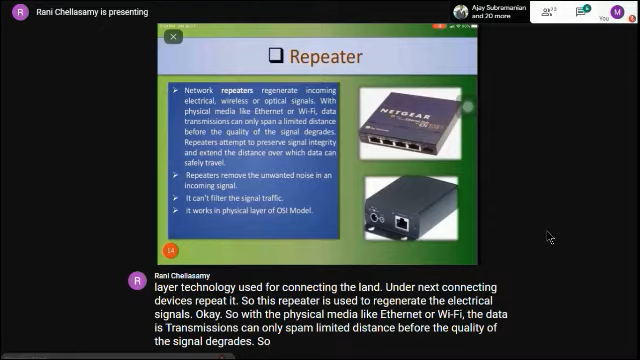 R Rani Chellasamy is presenting
Ajay Subramanian
and 20 more
73
6
You
M
Repeater
Network repeaters regenerate incoming
electrical, wireless or optical signals. With
physical media like Ethernet or Wi-Fi, data
transmissions can only span a limited distance
before the quality of the signal degrades.
Repeaters attempt to preserve signal integrity
and extend the distance over which data can
safely travel.
Repeaters remove the unwanted noise in an
incoming signal.
It can't filter the signal traffic.
it works in physical layer of OSI Model.
NETGEAR
14
R
Rani Chellasamy
layer technology used for connecting the land. Under next connecting
devices repeat it. So this repeater is used to regenerate the electrical
signals. Okay. So with the physical media like Ethernet or Wi-Fi, the data
is Transmissions can only spam limited distance before the quality of
the signal degrades. So